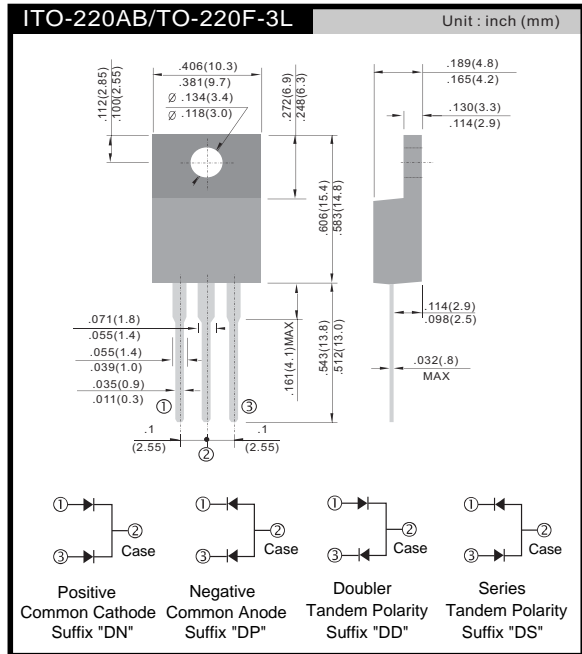 ITO-220AB/TO-220F-3L
Unit : inch (mm)
.406(10.3)
.381(9.7)
Ø .134(3.4)
Ø .118(3.0)
.112(2.85)
.100(2.55)
.272(6.9)
.248(6.3)
.189(4.8)
.165(4.2)
.130(3.3)
.114(2.9)
.606(15.4)
.583(14.8)
.071(1.8)
.055(1.4)
.055(1.4)
.039(1.0)
.035(0.9)
.011(0.3)
.161(4.1)MAX
.543(13.8)
.512(13.0)
.114(2.9)
.098(2.5)
.032(.8)
MAX
① ③
.1
(2.55)
②
.1
(2.55)
① ③ ② Case
① ③ ② Case
① ③ ② Case
① ③ ② Case
Positive
Common Cathode
Suffix "DN"
Negative
Common Anode
Suffix "DP"
Doubler
Tandem Polarity
Suffix "DD"
Series
Tandem Polarity
Suffix "DS"